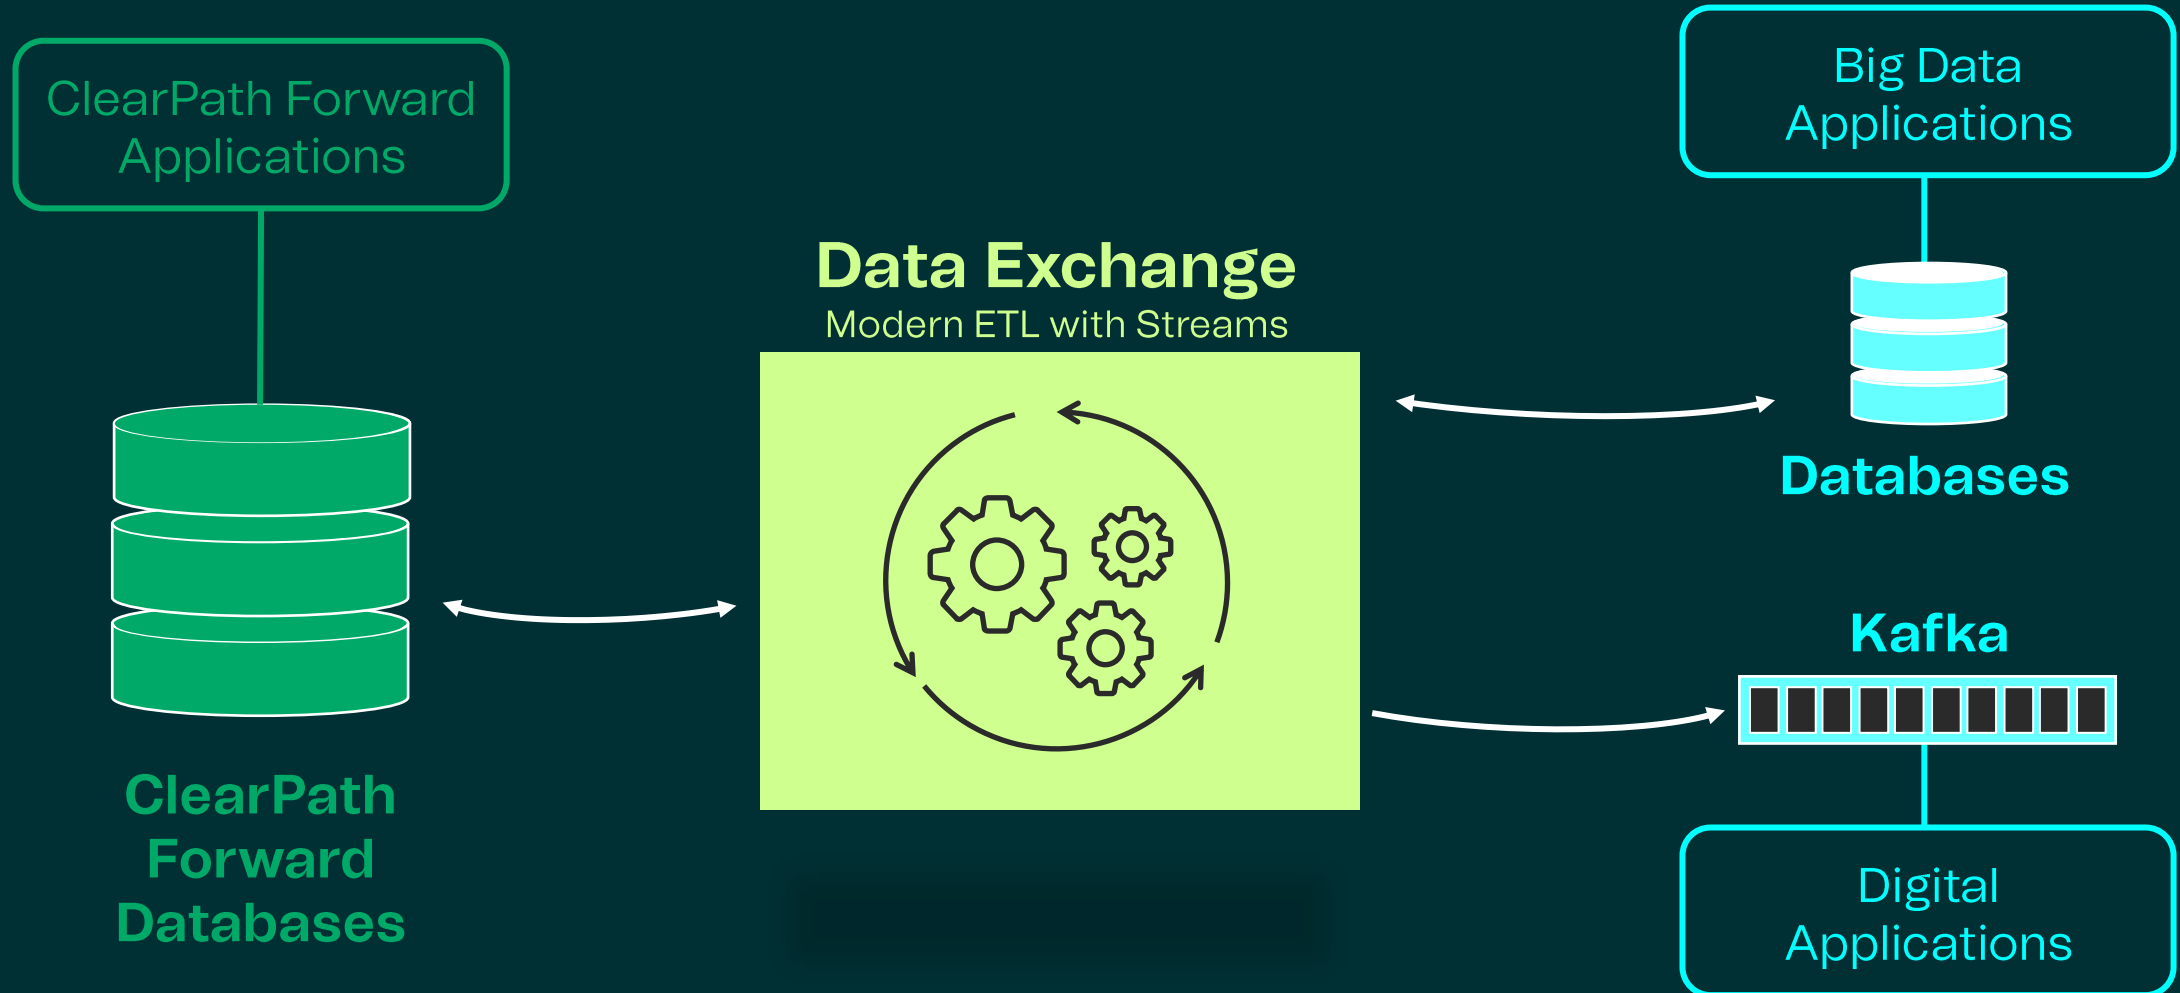 ClearPath Forward
Applications
ClearPath
Forward
Databases
Data Exchange
Modern ETL with Streams
Big Data
Applications
Databases
Kafka
Digital
Applications